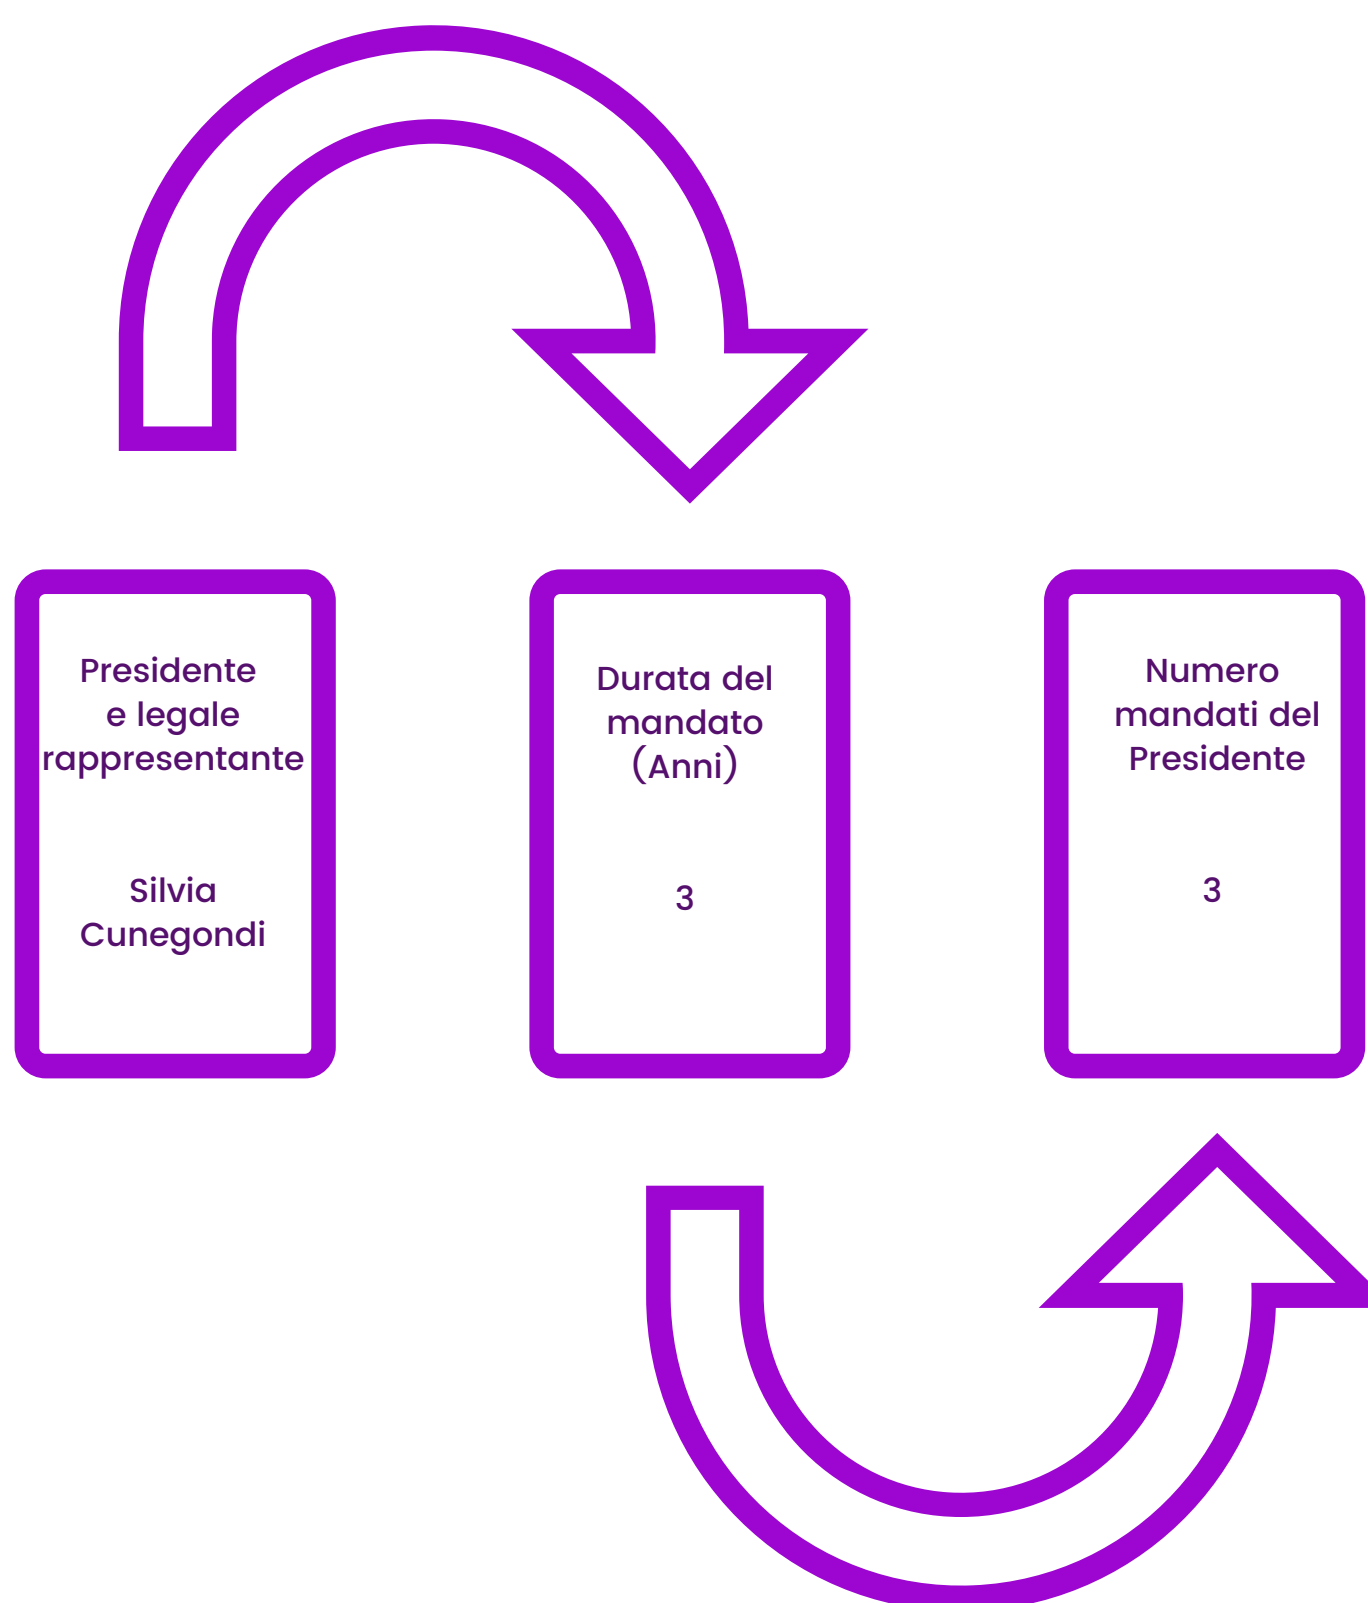 Presidente
e legale
rappresentante
Silvia
Cunegondi
Durata del
mandato
(Anni)
3
Numero
mandati del
Presidente
3